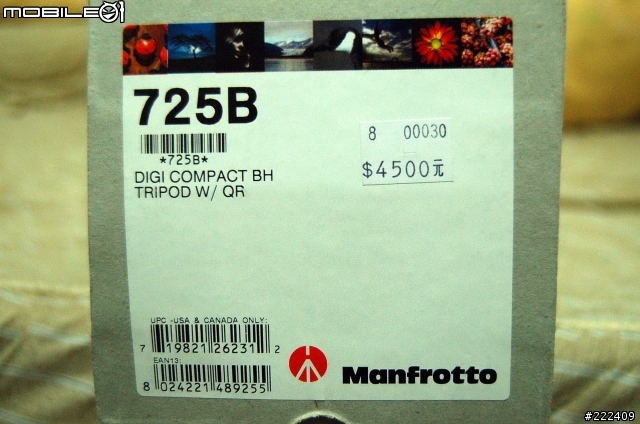 MOBILE01
725B
*725B*
DIGI COMPACT BH
TRIPOD W/ QR
8 00030
$4500元
UPC -USA & CANADA ONLY:
7 19821 26231 2
EAN13:
8 024221 489255
Manfrotto
#222409